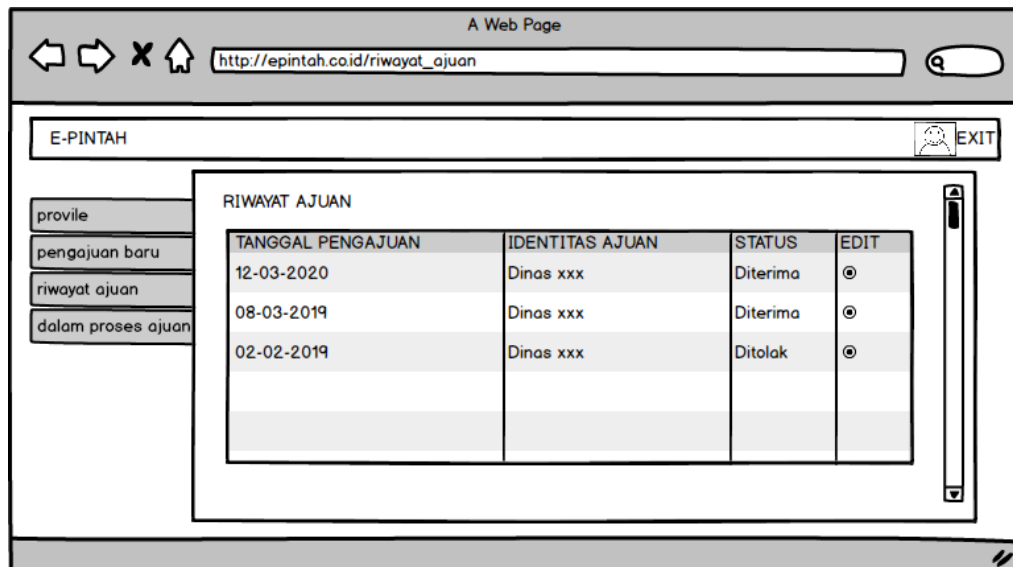 A Web Page
http://epintah.co.id/riwayat_ajuan
E-PINTAH
EXIT
provile
pengajuan baru
riwayat ajuan
dalam proses ajuan
RIWAYAT AJUAN
TANGGAL PENGAJUAN IDENTITAS AJUAN STATUS EDIT
12-03-2020 Dinas xxx Diterima
08-03-2019 Dinas xxx Diterima
02-02-2019 Dinas xxx Ditolak